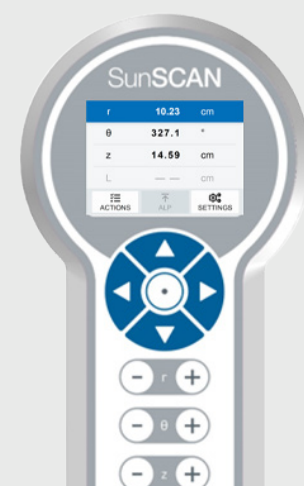 SunSCAN
r 10.23 cm
θ 327.1 °
z 14.59 cm
L — — cm
ACTIONS ALP SETTINGS
− r +
− θ +
− z +